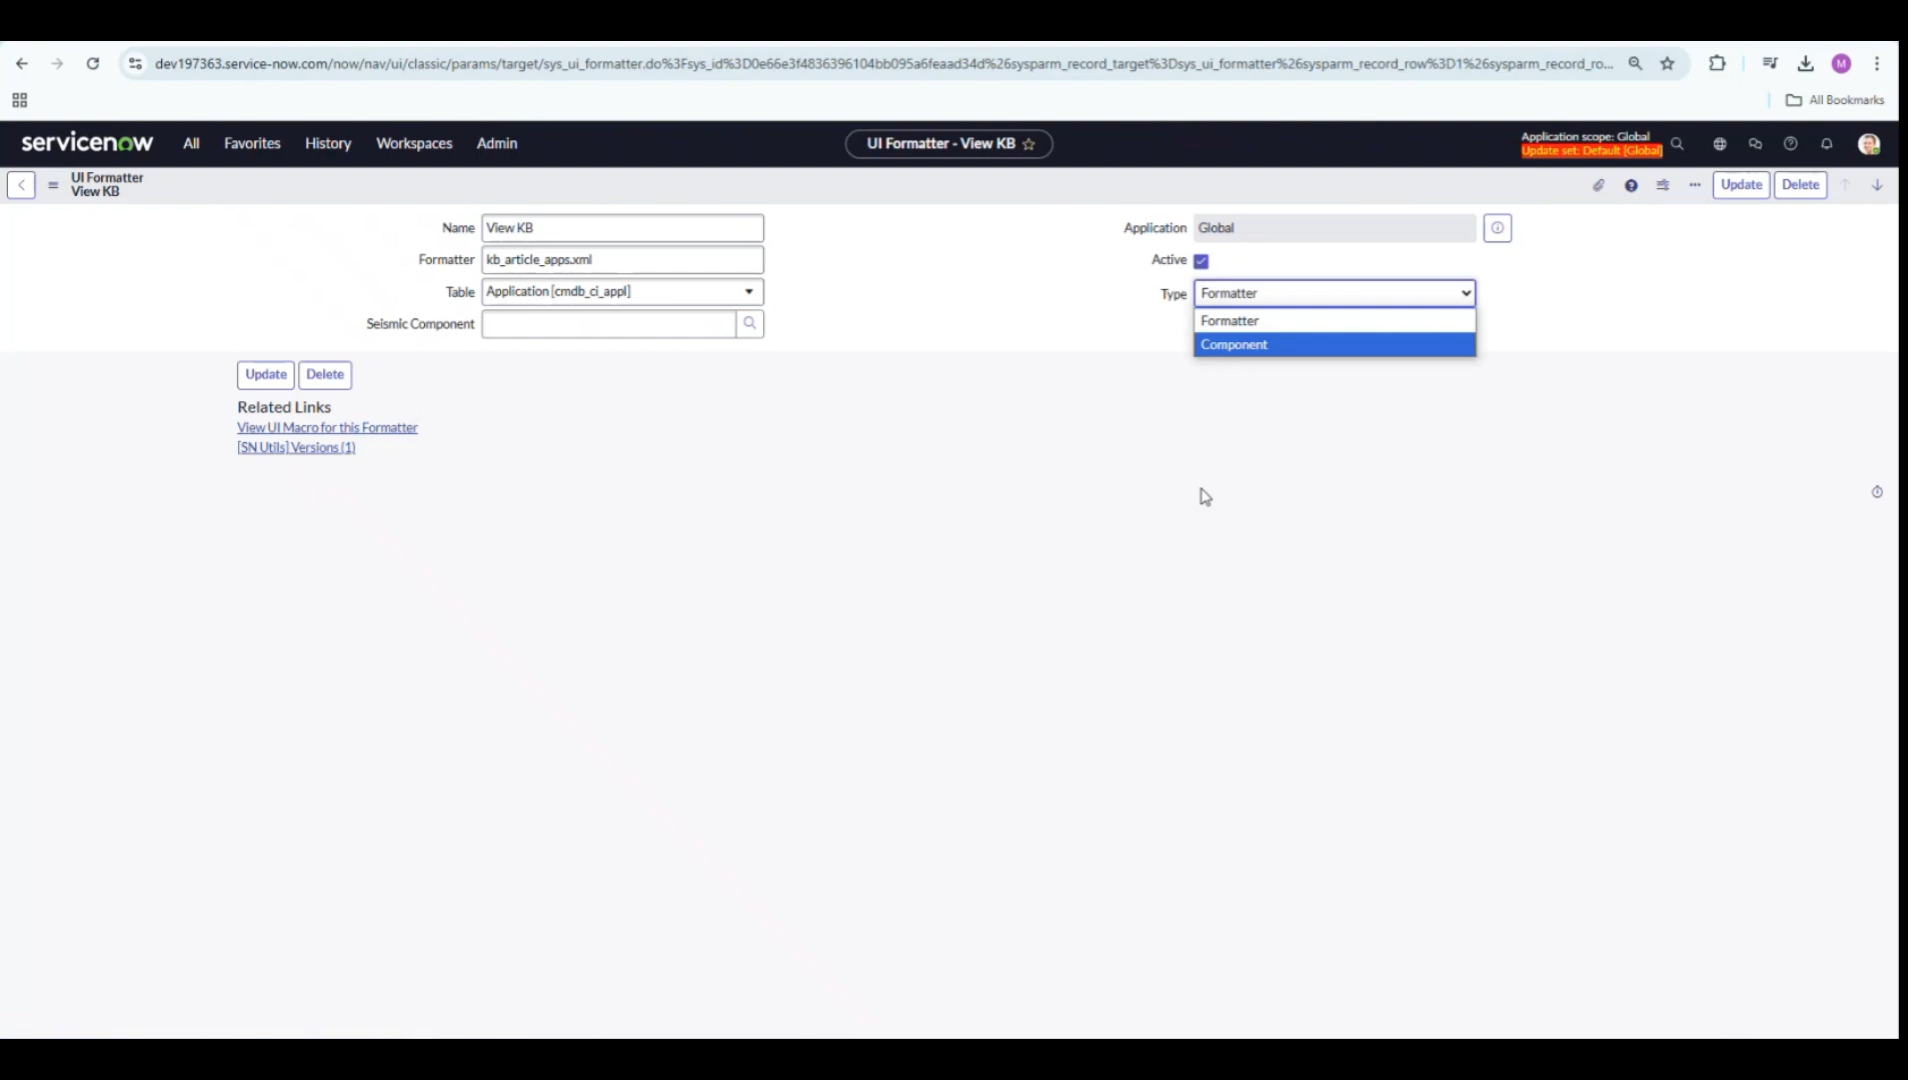 dev197363.service-now.com/now/nav/ui/classic/params/target/sys_ui_formatter.do%3Fsys_id%3D0e66e3f4836396104bb095a6feaad34d%26sysparm_record_target%3Dsys_ui_formatter%26sysparm_record_row%3D1%26sysparm_record_ro...
M
All Bookmarks
servicenow All Favorites History Workspaces Admin
UI Formatter - View KB
Application scope: Global
Update set: Default [Global]
UI Formatter
View KB
Update Delete
Name View KB
Application Global
Formatter kb_article_apps.xml
Active
Table Application [cmdb_ci_appl]
Type Formatter
Seismic Component
Formatter
Component
Update Delete
Related Links
View UI Macro for this Formatter
[SN Utils] Versions (1)